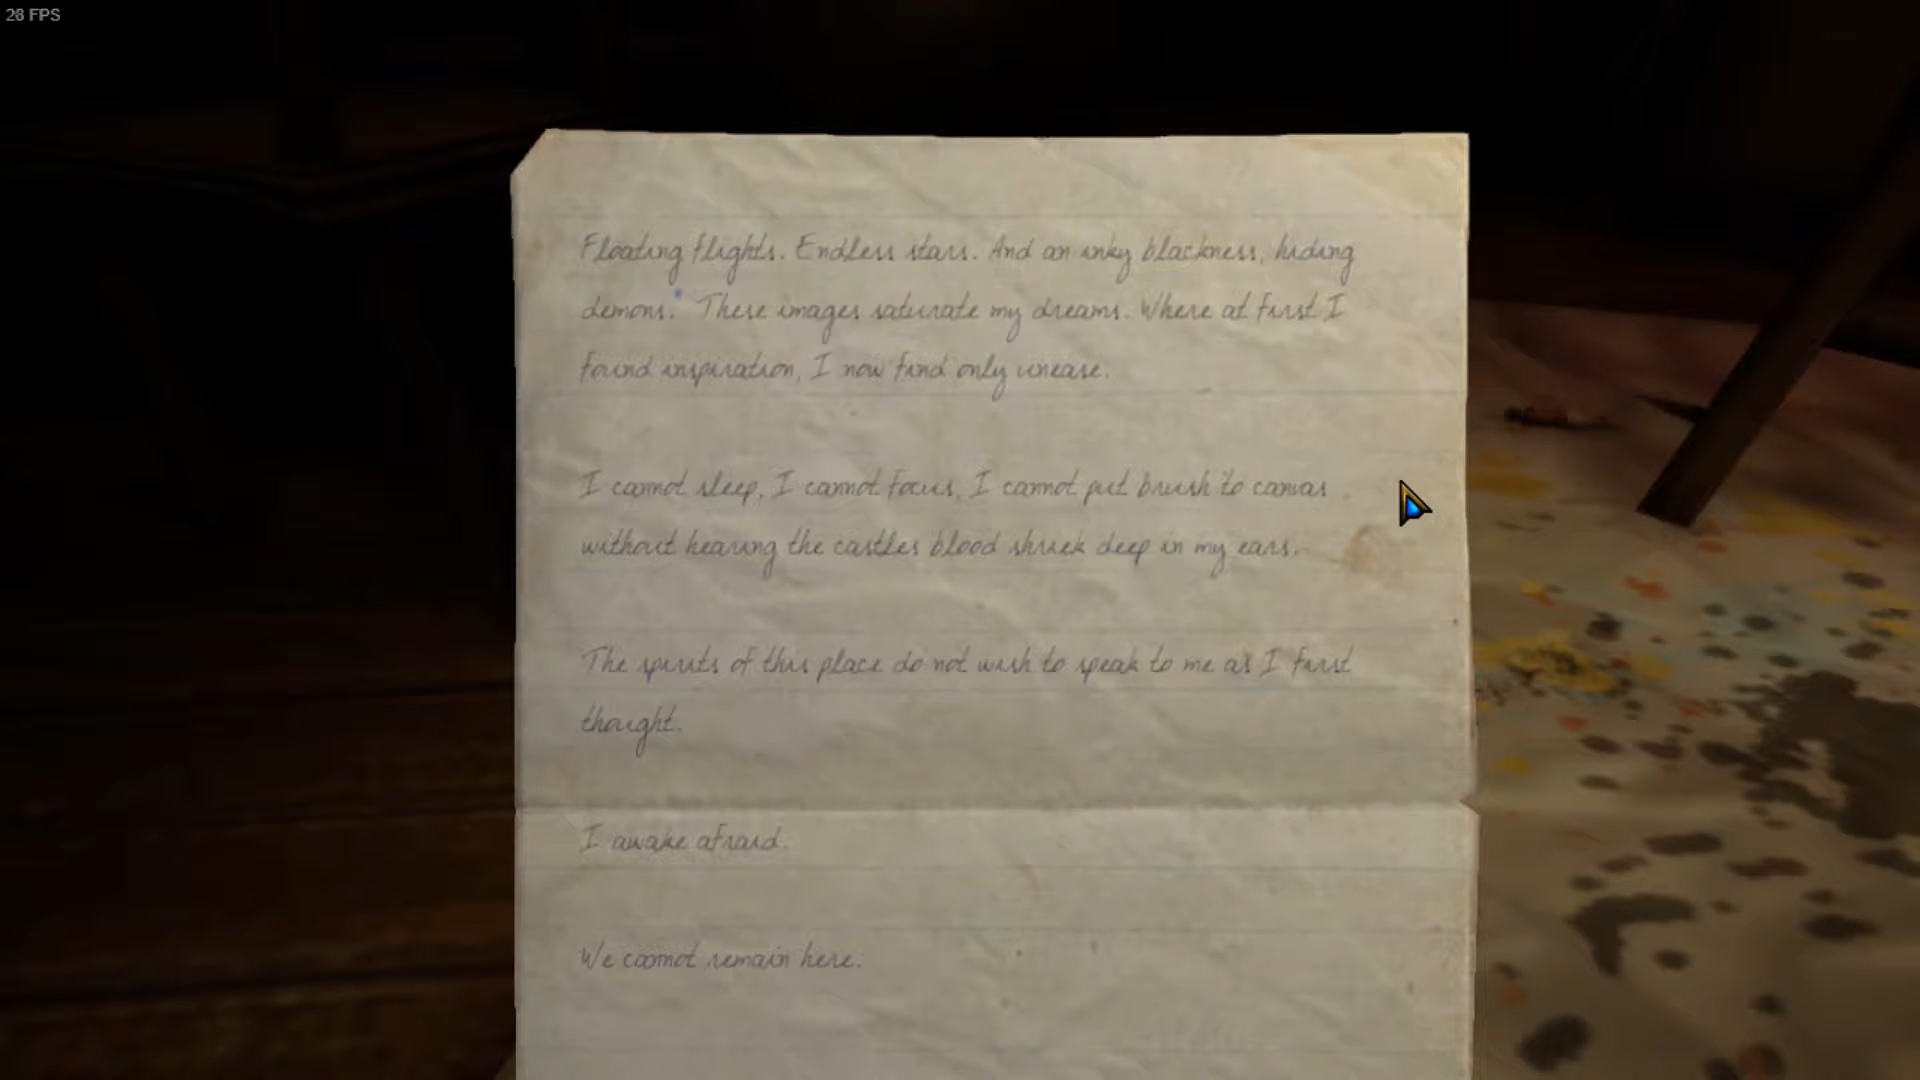 28 FPS
Floating flights. Endless stars. And an inky blackness, hiding
demons. These images saturate my dreams. Where at first I
found inspiration, I now find only unease.
I cannot sleep, I cannot focus, I cannot put brush to canvas
without hearing the castles blood shriek deep in my ears.
The spirits of this place do not wish to speak to me as I first
thought.
I awake afraid.
We cannot remain here.